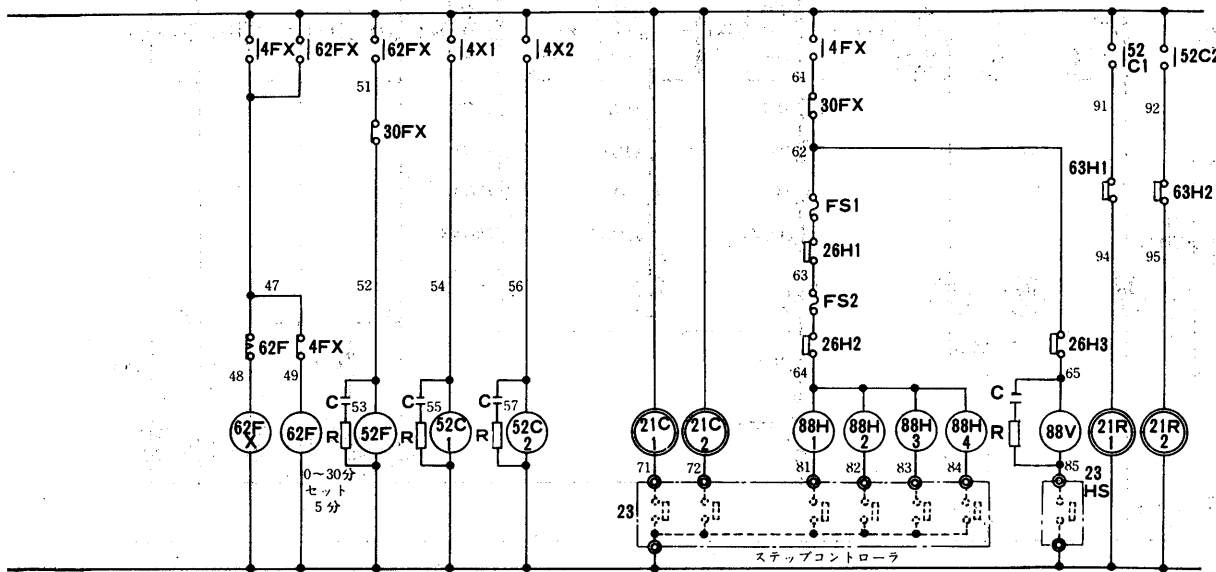 4FX 62FX 62FX 4X1 4X2 4FX 52 C1 52C2
51 61 91 92
30FX 30FX
62
63H1 63H2
FS1
26H1
47 52 54 56 63 94 95
FS2
62F 4FX 26H2 26H3
48 49 64 65
C 53 C 55 C 57 C
62F X 62F R 52F R 52C 1 R 52C 2 21C 1 21C 2 88H 1 88H 2 88H 3 88H 4 R 88V 21R 1 21R 2
0〜30分
セット
5分
71 72 81 82 83 84 85
23 23 HS
ステップコントローラ